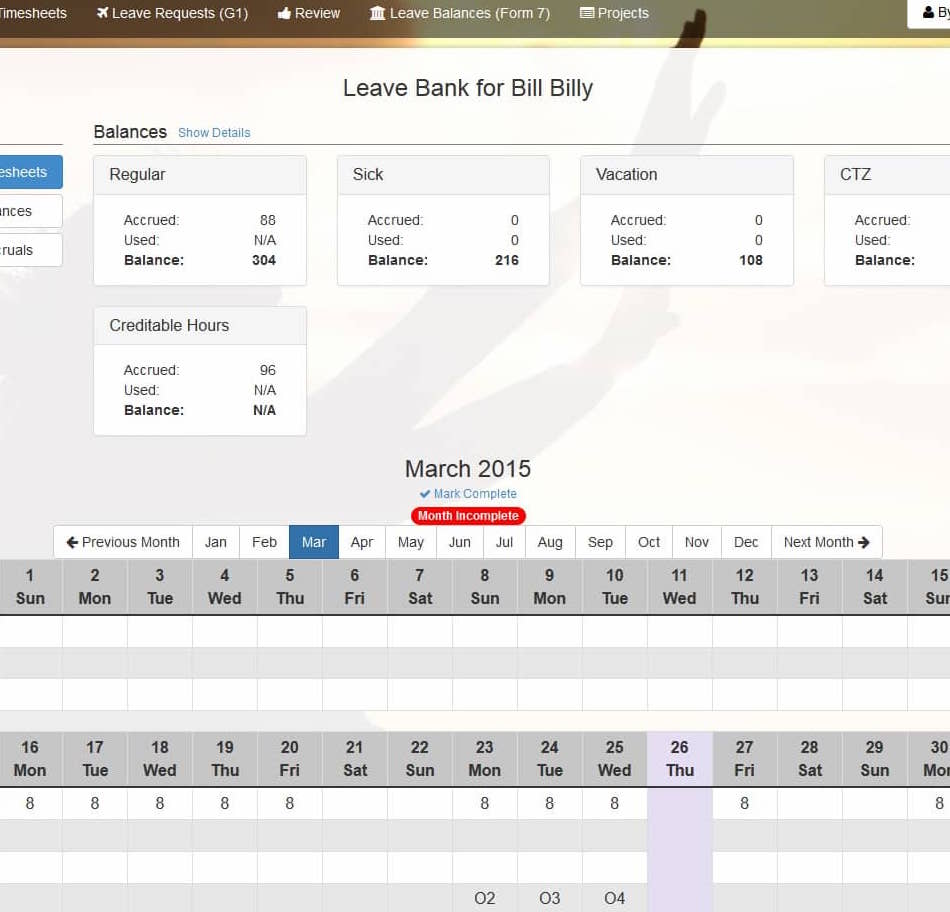 Timesheets Leave Requests (G1) Review Leave Balances (Form 7) Projects
Leave Bank for Bill Billy
Balances Show Details
Regular Sick Vacation CTZ
Accrued: 88 Accrued: 0 Accrued: 0 Accrued:
Used: N/A Used: 0 Used: 0 Used:
Balance: 304 Balance: 216 Balance: 108 Balance:
Creditable Hours
Accrued: 96
Used: N/A
Balance: N/A
March 2015
Mark Complete
Month Incomplete
Previous Month Jan Feb Mar Apr May Jun Jul Aug Sep Oct Nov Dec Next Month
1 2 3 4 5 6 7 8 9 10 11 12 13 14 15
Sun Mon Tue Wed Thu Fri Sat Sun Mon Tue Wed Thu Fri Sat Sun
16 17 18 19 20 21 22 23 24 25 26 27 28 29 30
Mon Tue Wed Thu Fri Sat Sun Mon Tue Wed Thu Fri Sat Sun Mon
8 8 8 8 8 8 8 8 8 8
O2 O3 O4